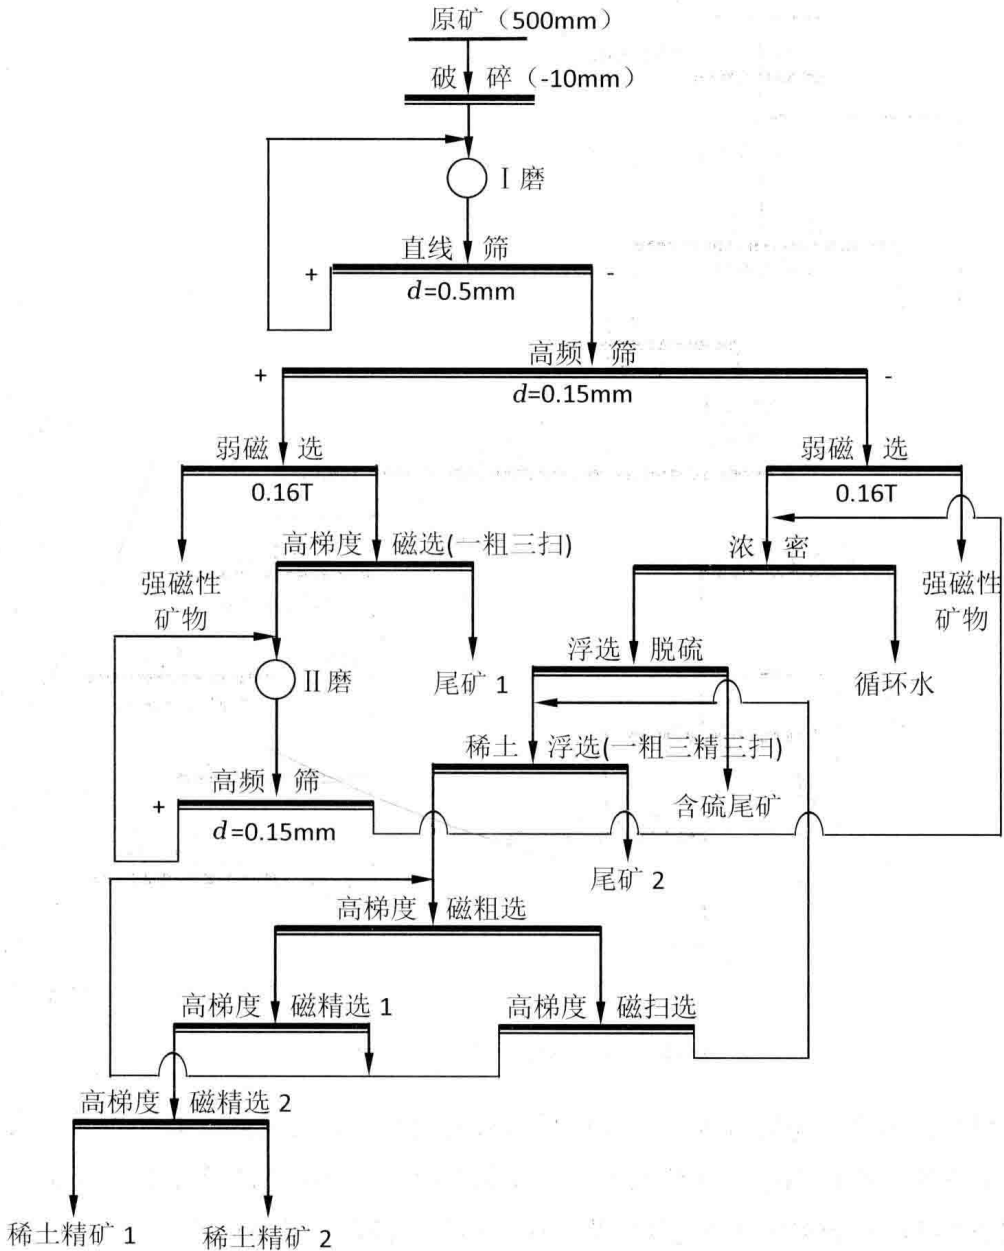 原矿（500mm）
破 碎（-10mm）
Ⅰ磨
直线 筛
+ -
d=0.5mm
高频 筛
+ -
d=0.15mm
弱磁 选
0.16T
弱磁 选
0.16T
高梯度 磁选(一粗三扫)
浓 密
强磁性
矿物
强磁性
矿物
浮选 脱硫
Ⅱ磨
尾矿 1
循环水
稀土 浮选(一粗三精三扫)
高频 筛
+
d=0.15mm
含硫尾矿
尾矿 2
高梯度 磁粗选
高梯度 磁精选 1
高梯度 磁扫选
高梯度 磁精选 2
稀土精矿 1
稀土精矿 2